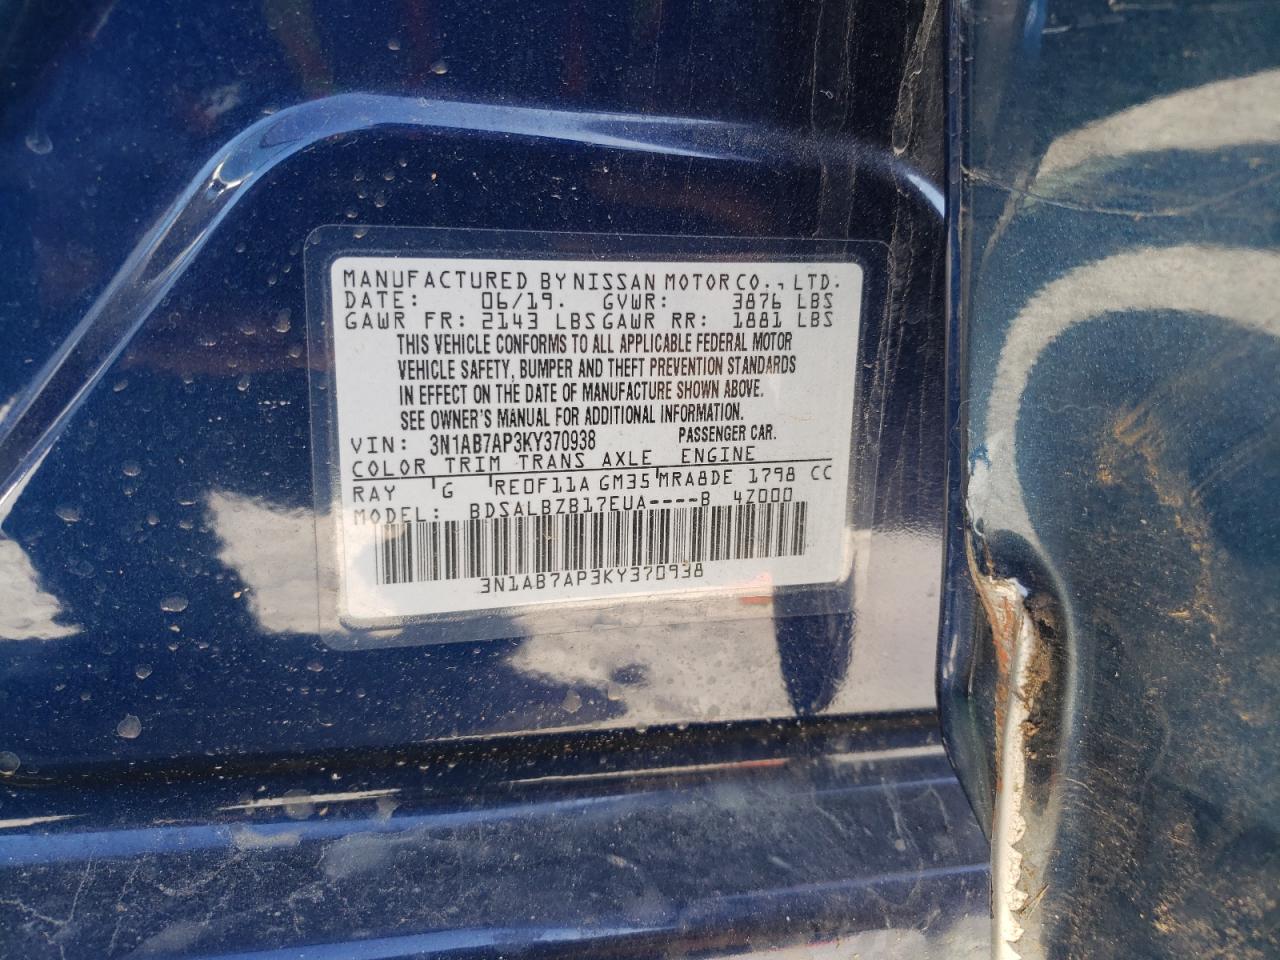 MANUFACTURED BY NISSAN MOTOR CO., LTD.
DATE: 06/19. GVWR: 3876 LBS
GAWR FR: 2143 LBS GAWR RR: 1881 LBS
THIS VEHICLE CONFORMS TO ALL APPLICABLE FEDERAL MOTOR
VEHICLE SAFETY, BUMPER AND THEFT PREVENTION STANDARDS
IN EFFECT ON THE DATE OF MANUFACTURE SHOWN ABOVE.
SEE OWNER'S MANUAL FOR ADDITIONAL INFORMATION.
VIN: 3N1AB7AP3KY370938 PASSENGER CAR.
COLOR TRIM TRANS AXLE ENGINE
RAY G RE0F11A GM35 MRA8DE 1798 CC
MODEL: BDSALBZB17EUA----B 4Z000
3N1AB7AP3KY370938